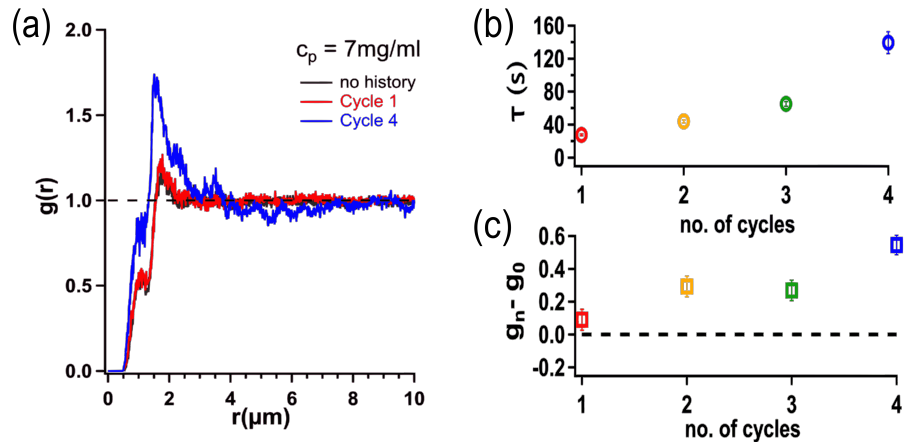 (a)
c_p = 7mg/ml
no history
Cycle 1
Cycle 4
g(r)
2.0
1.5
1.0
0.5
0.0
0 2 4 6 8 10
r(μm)
(b)
τ (s)
160
120
80
40
0
1 2 3 4
no. of cycles
(c)
g_n- g_0
0.6
0.4
0.2
0.0
-0.2
1 2 3 4
no. of cycles